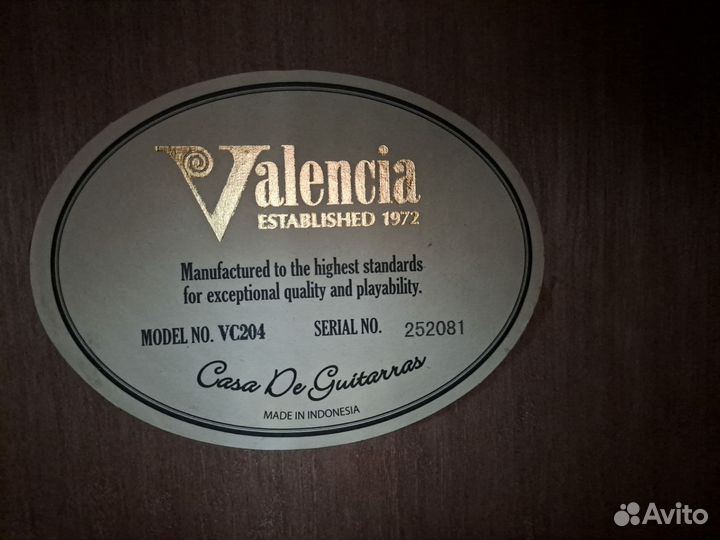 Valencia
ESTABLISHED 1972
Manufactured to the highest standards
for exceptional quality and playability.
MODEL NO. VC204 SERIAL NO. 252081
Casa De Guitarras
MADE IN INDONESIA
Avito